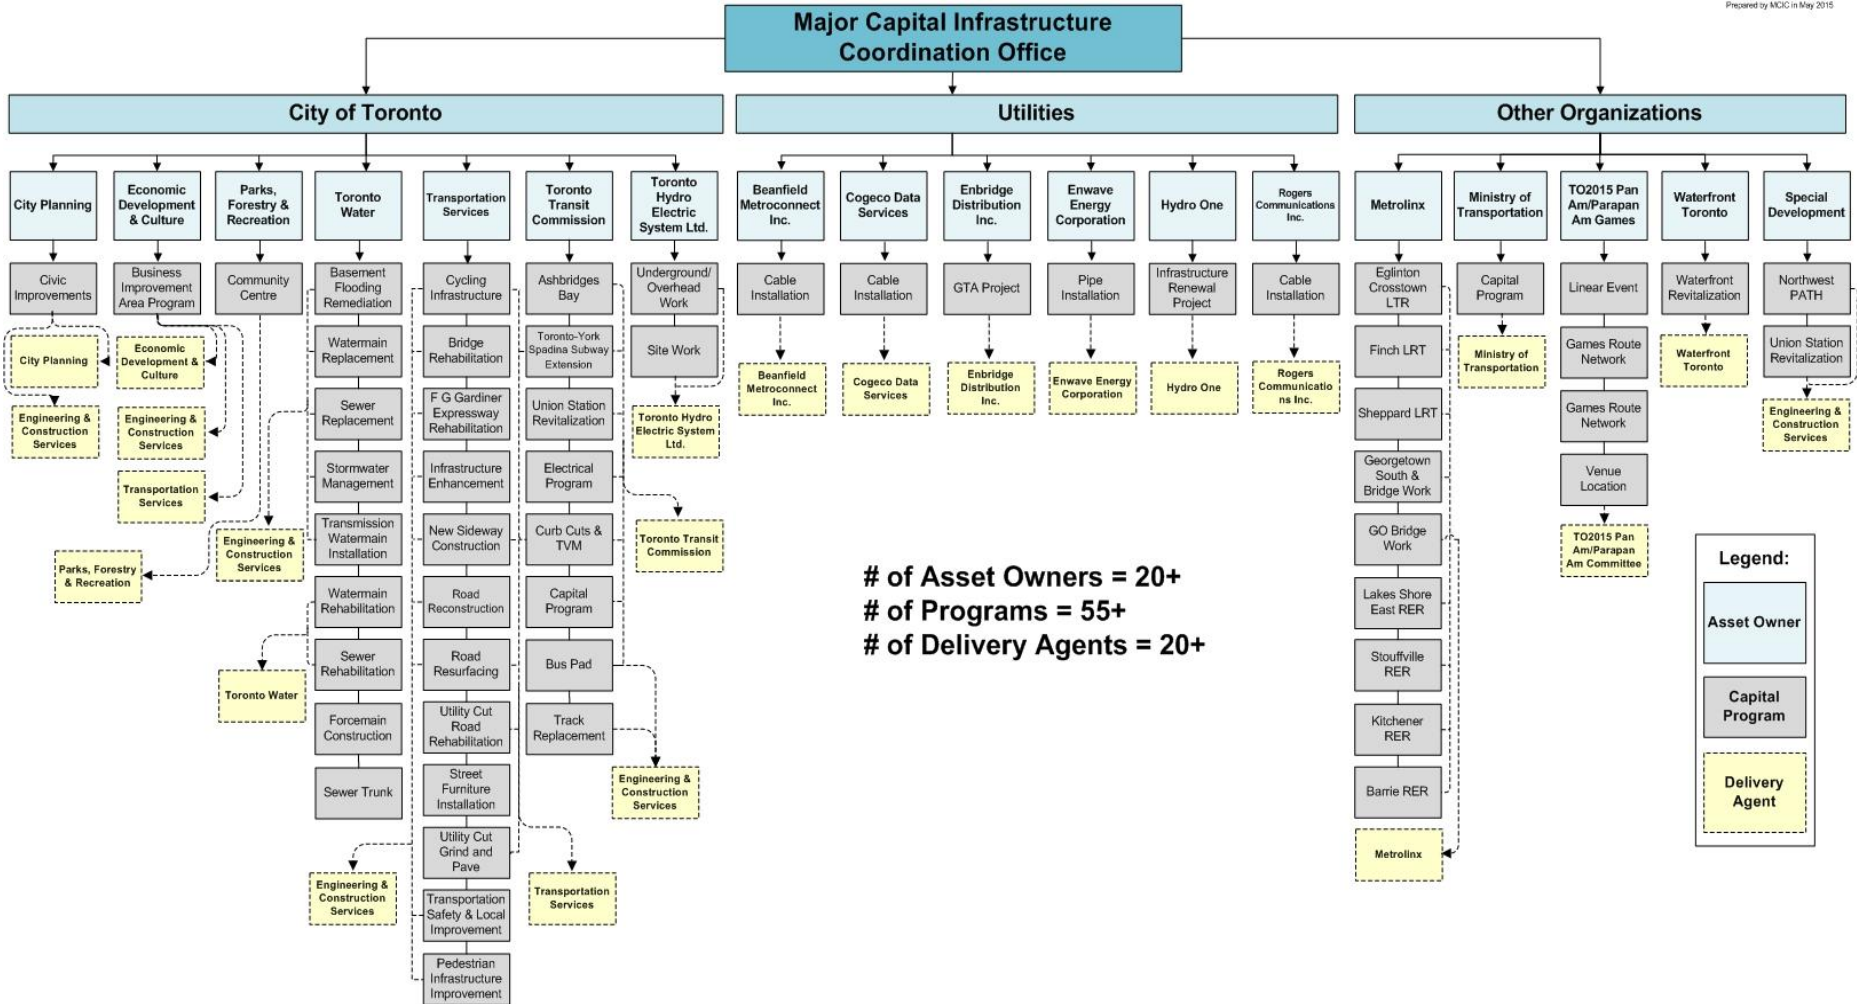 Prepared by MCIC in May 2015
Major Capital Infrastructure
Coordination Office
City of Toronto
Utilities
Other Organizations
City Planning
Economic
Development
& Culture
Parks,
Forestry &
Recreation
Toronto
Water
Transportation
Services
Toronto
Transit
Commission
Toronto
Hydro
Electric
System Ltd.
Beanfield
Metroconnect
Inc.
Cogeco Data
Services
Enbridge
Distribution
Inc.
Enwave
Energy
Corporation
Hydro One
Rogers
Communications
Inc.
Metrolinx
Ministry of
Transportation
TO2015 Pan
Am/Parapan
Am Games
Waterfront
Toronto
Special
Development
Civic
Improvements
City Planning
Engineering &
Construction
Services
Business
Improvement
Area Program
Economic
Development &
Culture
Engineering &
Construction
Services
Transportation
Services
Community
Centre
Parks, Forestry
& Recreation
Basement
Flooding
Remediation
Watermain
Replacement
Sewer
Replacement
Stormwater
Management
Transmission
Watermain
Installation
Watermain
Rehabilitation
Sewer
Rehabilitation
Forcemain
Construction
Sewer Trunk
Engineering &
Construction
Services
Toronto Water
Cycling
Infrastructure
Bridge
Rehabilitation
F G Gardiner
Expressway
Rehabilitation
Infrastructure
Enhancement
New Sideway
Construction
Road
Reconstruction
Road
Resurfacing
Utility Cut
Road
Rehabilitation
Street
Furniture
Installation
Utility Cut
Grind and
Pave
Transportation
Safety & Local
Improvement
Pedestrian
Infrastructure
Improvement
Engineering &
Construction
Services
Transportation
Services
Ashbridges
Bay
Toronto-York
Spadina Subway
Extension
Union Station
Revitalization
Electrical
Program
Curb Cuts &
TVM
Capital
Program
Bus Pad
Track
Replacement
Toronto Transit
Commission
Engineering &
Construction
Services
Underground/
Overhead
Work
Site Work
Toronto Hydro
Electric System
Ltd.
Cable
Installation
Beanfield
Metroconnect
Inc.
Cable
Installation
Cogeco Data
Services
GTA Project
Enbridge
Distribution
Inc.
Pipe
Installation
Enwave Energy
Corporation
Infrastructure
Renewal
Project
Hydro One
Cable
Installation
Rogers
Communicatio
ns Inc.
# of Asset Owners = 20+
# of Programs = 55+
# of Delivery Agents = 20+
Eglinton
Crosstown
LTR
Finch LRT
Sheppard LRT
Georgetown
South &
Bridge Work
GO Bridge
Work
Lakes Shore
East RER
Stouffville
RER
Kitchener
RER
Barrie RER
Metrolinx
Capital
Program
Ministry of
Transportation
Linear Event
Games Route
Network
Games Route
Network
Venue
Location
TO2015 Pan
Am/Parapan
Am Committee
Waterfront
Revitalization
Waterfront
Toronto
Northwest
PATH
Union Station
Revitalization
Engineering &
Construction
Services
Legend:
Asset Owner
Capital
Program
Delivery
Agent